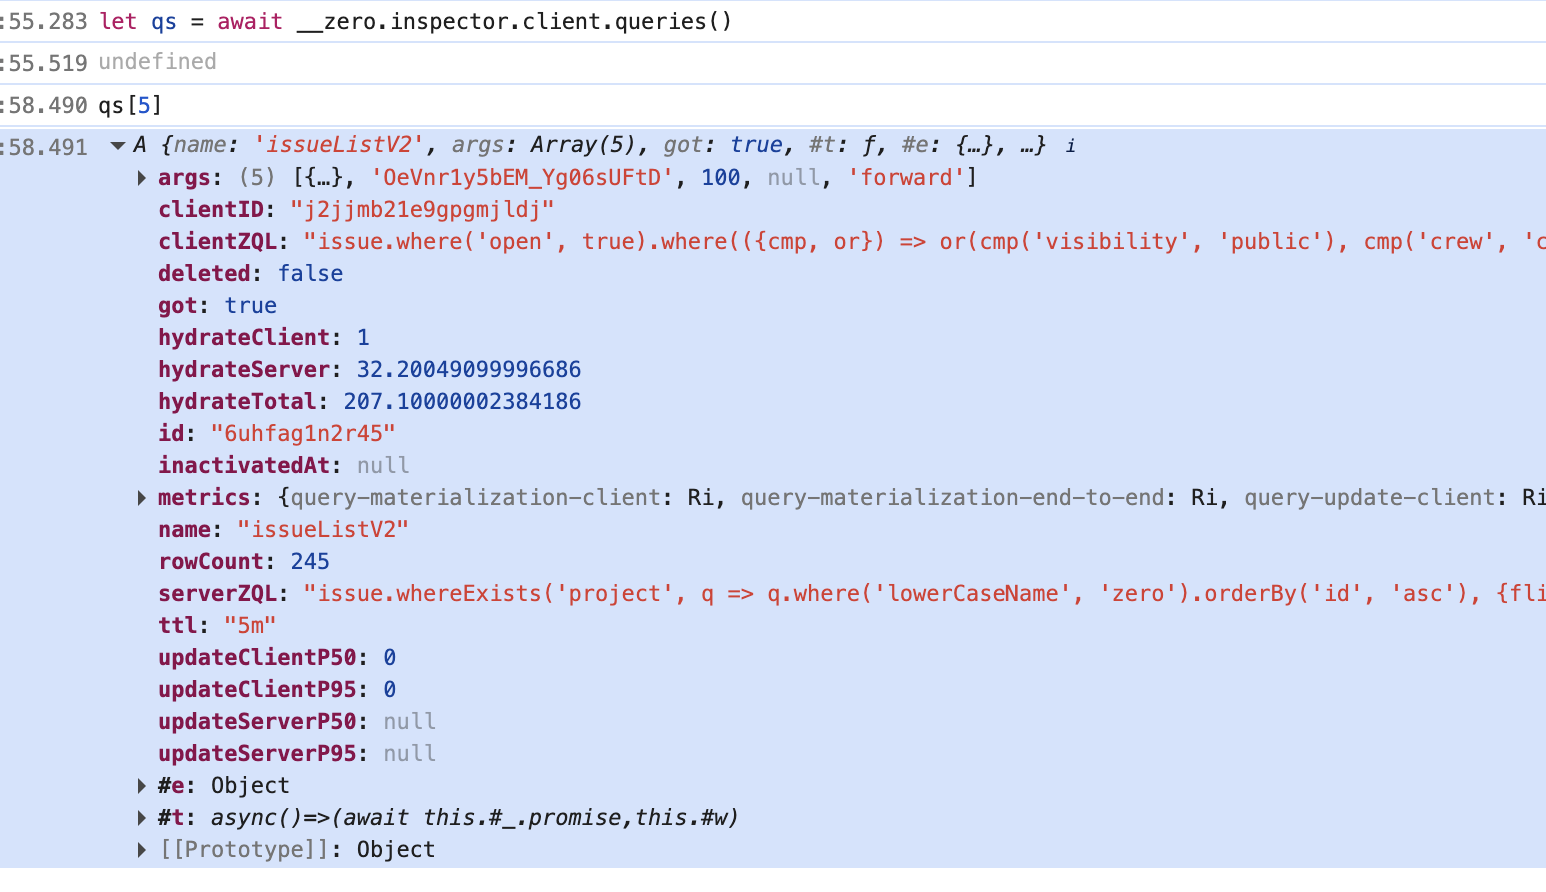 :55.283 let qs = await __zero.inspector.client.queries()
:55.519 undefined
:58.490 qs[5]
:58.491 ▼ A {name: 'issueListV2', args: Array(5), got: true, #t: ƒ, #e: {…}, …} i
▶ args: (5) [{…}, 'OeVnr1y5bEM_Yg06sUFtD', 100, null, 'forward']
clientID: "j2jjmb21e9gpgmjldj"
clientZQL: "issue.where('open', true).where(({cmp, or}) => or(cmp('visibility', 'public'), cmp('crew', 'c
deleted: false
got: true
hydrateClient: 1
hydrateServer: 32.20049099996686
hydrateTotal: 207.10000002384186
id: "6uhfag1n2r45"
inactivatedAt: null
▶ metrics: {query-materialization-client: Ri, query-materialization-end-to-end: Ri, query-update-client: Ri
name: "issueListV2"
rowCount: 245
serverZQL: "issue.whereExists('project', q => q.where('lowerCaseName', 'zero').orderBy('id', 'asc'), {fli
ttl: "5m"
updateClientP50: 0
updateClientP95: 0
updateServerP50: null
updateServerP95: null
▶ #e: Object
▶ #t: async()=>(await this.#_.promise,this.#w)
▶ [[Prototype]]: Object